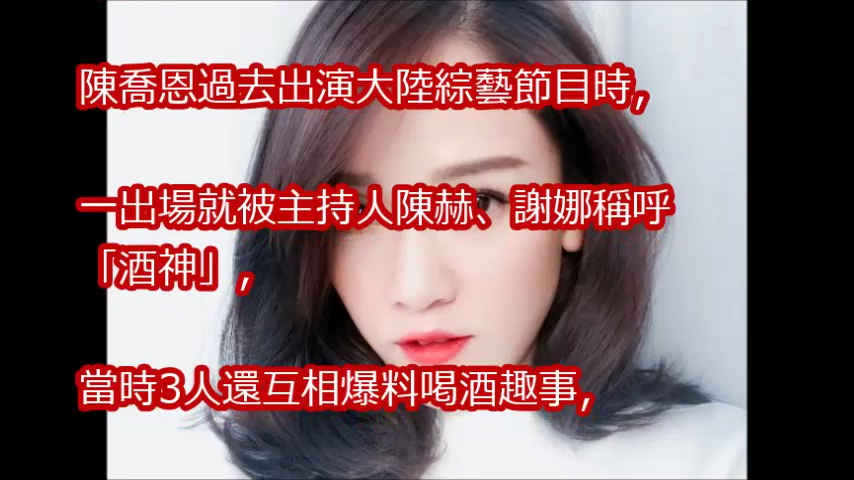 陳喬恩過去出演大陸綜藝節目時，
一出場就被主持人陳赫、謝娜稱呼
「酒神」，
當時3人還互相爆料喝酒趣事，